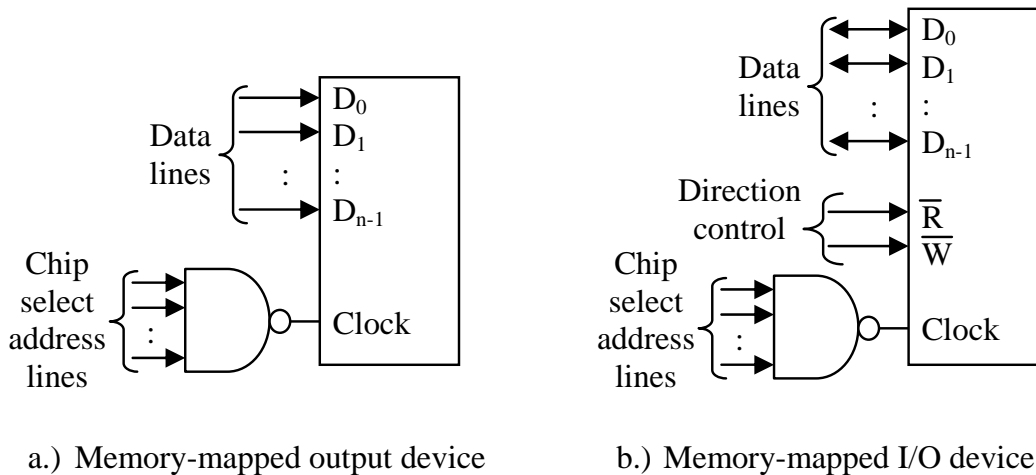 Data
lines
D₀
D₁
:
:
Dₙ₋₁
Chip
select
address
lines
:
Clock
a.) Memory-mapped output device
Data
lines
D₀
D₁
:
:
Dₙ₋₁
Direction
control
R̅
W̅
Chip
select
address
lines
:
Clock
b.) Memory-mapped I/O device